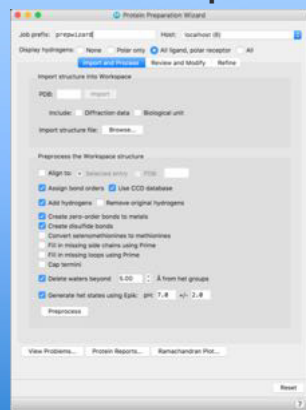 Protein Preparation Wizard
Job prefix: prepwizard Host: localhost (8)
Display hydrogens: None Polar only All ligand, polar receptor All
Import and Process Review and Modify Refine
Import structure into Workspace
PDB: Import
Include: Diffraction data Biological unit
Import structure file: Browse...
Preprocess the Workspace structure
Align to: Selected entry PDB:
Assign bond orders Use CCD database
Add hydrogens Remove original hydrogens
Create zero-order bonds to metals
Create disulfide bonds
Convert selenomethionines to methionines
Fill in missing side chains using Prime
Fill in missing loops using Prime
Cap termini
Delete waters beyond 5.00 Å from het groups
Generate het states using Epik: pH: 7.0 +/- 2.0
Preprocess
View Problems... Protein Reports... Ramachandran Plot...
Reset
?